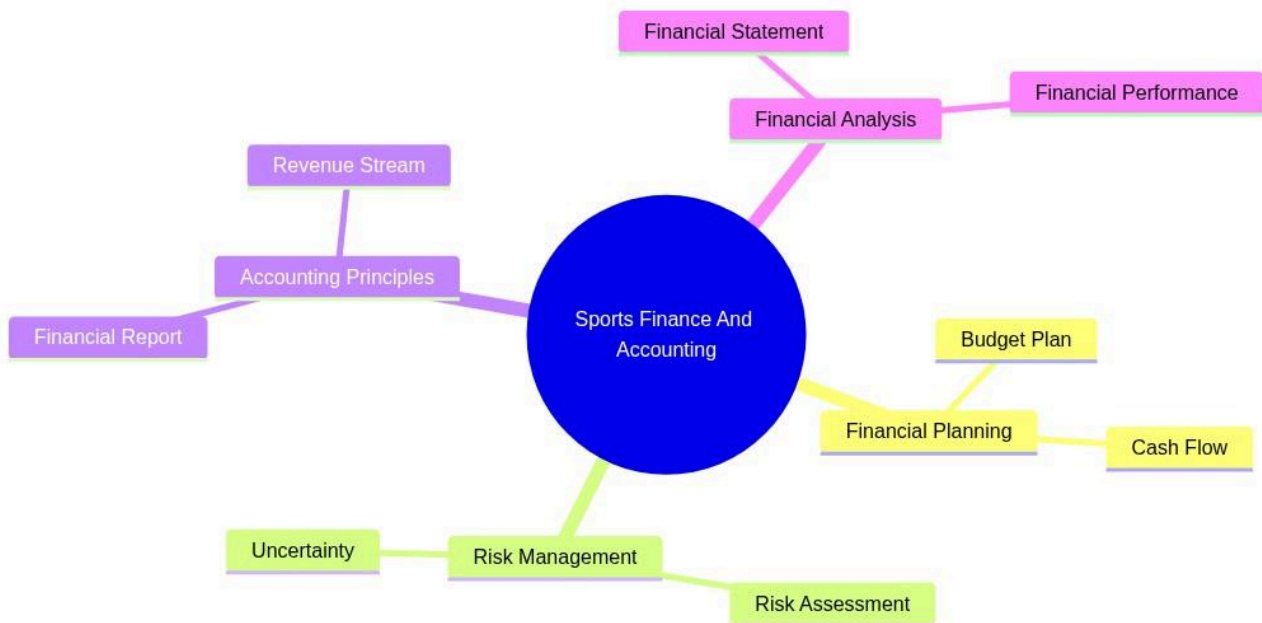 Financial Statement
Financial Performance
Financial Analysis
Revenue Stream
Accounting Principles
Financial Report
Sports Finance And
Accounting
Budget Plan
Financial Planning
Cash Flow
Uncertainty
Risk Management
Risk Assessment